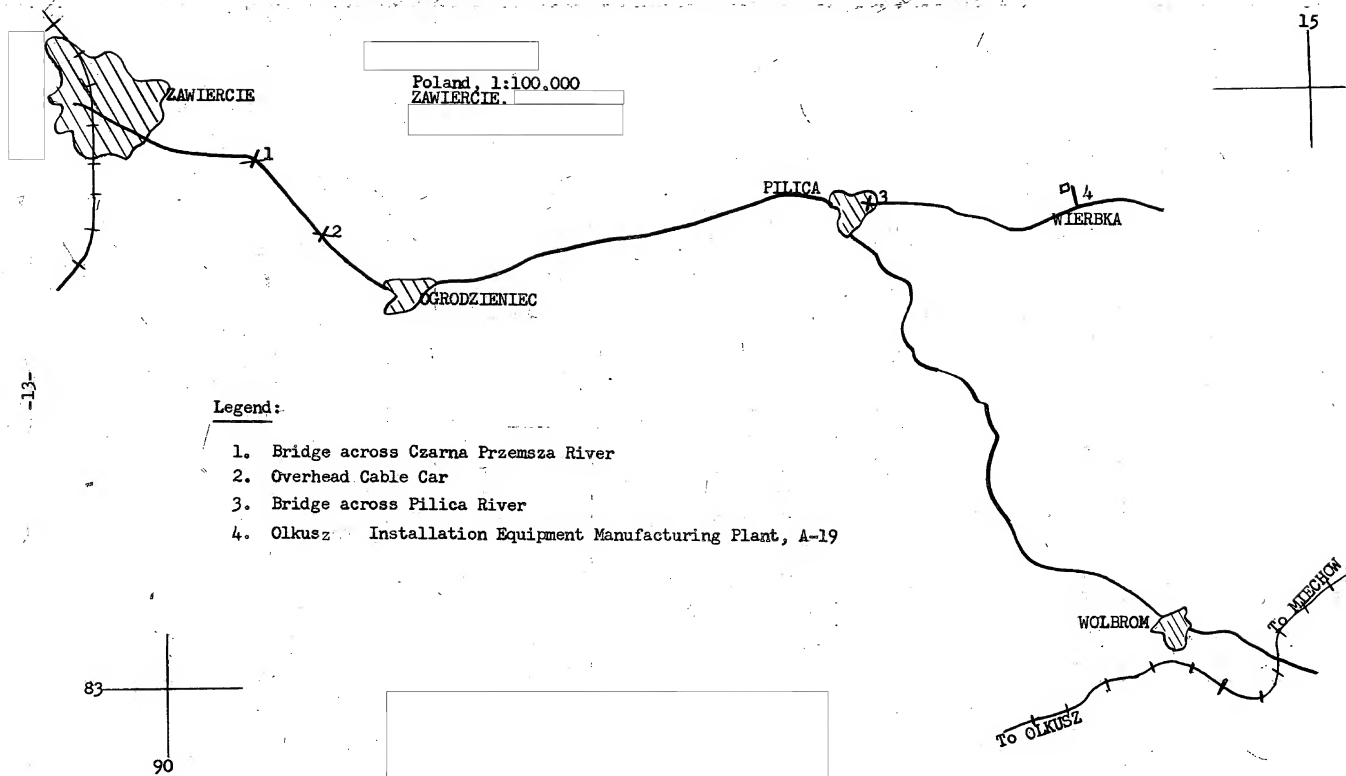 15
Poland, 1:100,000
ZAWIERCIE.
ZAWIERCIE
1
PILICA
3
4
WIERBKA
2
OGRODZIENIEC
-13-
Legend:
1. Bridge across Czarna Przemsza River
2. Overhead Cable Car
3. Bridge across Pilica River
4. Olkusz Installation Equipment Manufacturing Plant, A-19
To MIECHOW
WOLBROM
83
To OLKUSZ
90